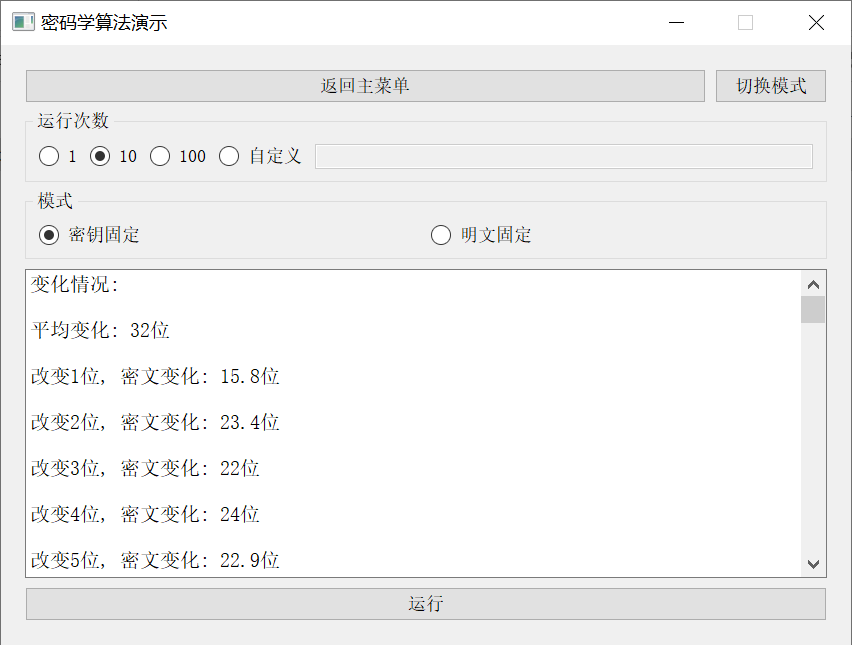 密码学算法演示
返回主菜单 切换模式
运行次数
1 10 100 自定义
模式
密钥固定 明文固定
变化情况:
平均变化: 32位
改变1位, 密文变化: 15.8位
改变2位, 密文变化: 23.4位
改变3位, 密文变化: 22位
改变4位, 密文变化: 24位
改变5位, 密文变化: 22.9位
运行